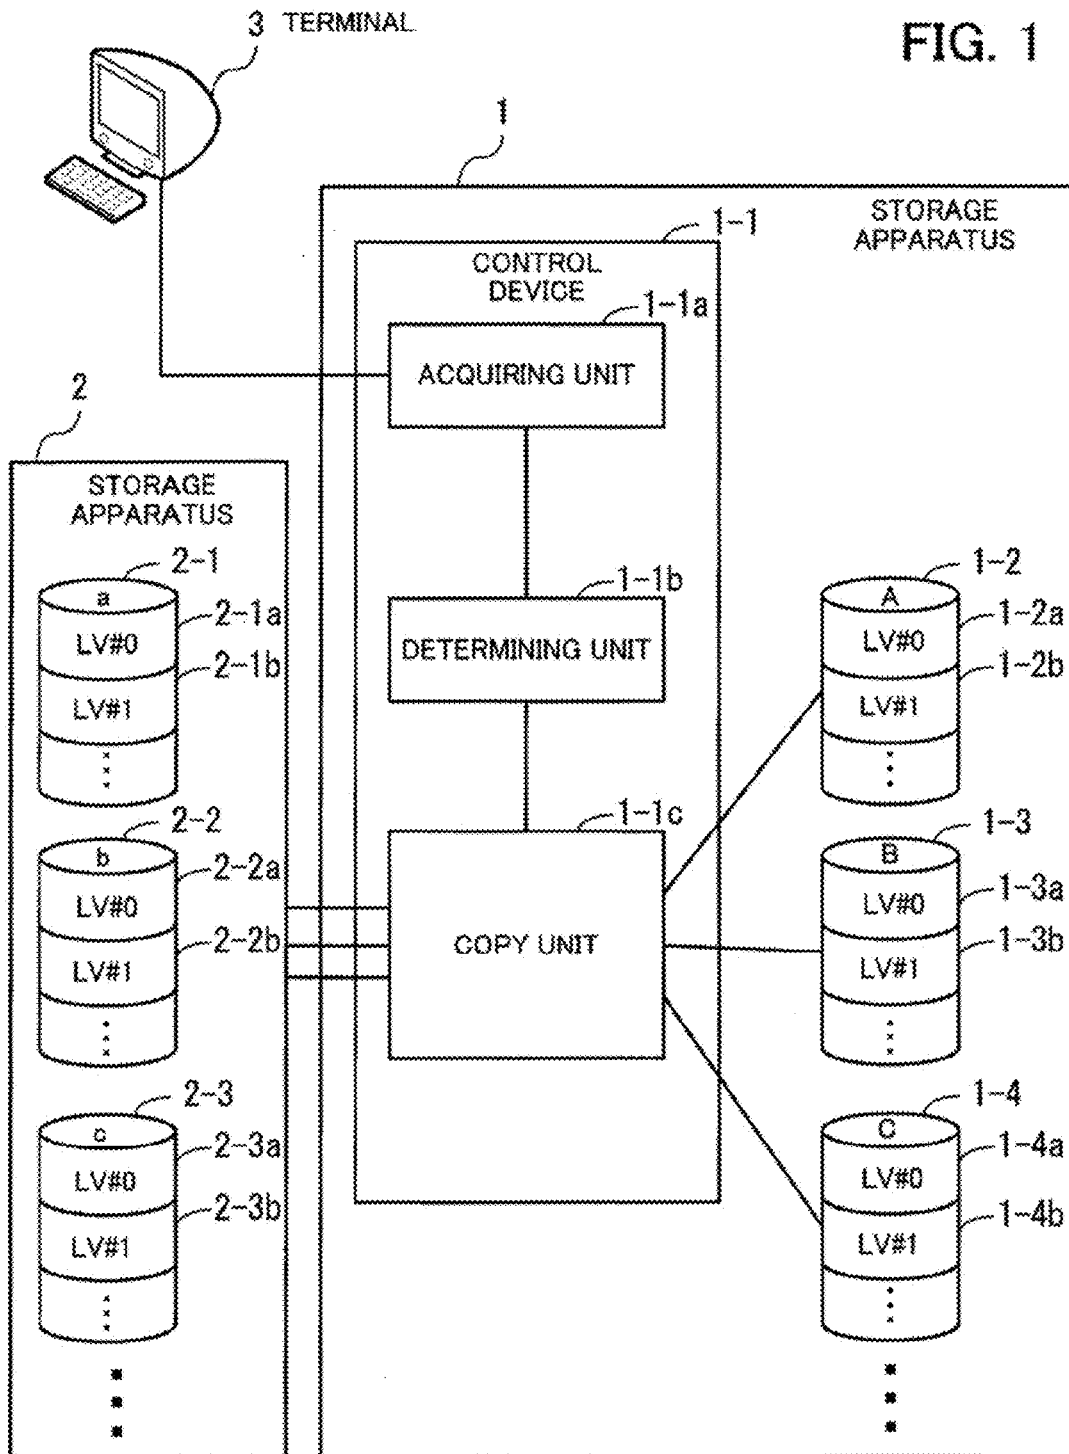 3 TERMINAL
FIG. 1
1
STORAGE
APPARATUS
1-1
CONTROL
DEVICE
1-1a
ACQUIRING UNIT
2
STORAGE
APPARATUS
2-1
a
2-1a
LV#0
2-1b
LV#1
2-2
b
2-2a
LV#0
2-2b
LV#1
2-3
c
2-3a
LV#0
2-3b
LV#1
1-1b
DETERMINING UNIT
1-1c
COPY UNIT
1-2
A
1-2a
LV#0
1-2b
LV#1
1-3
B
1-3a
LV#0
1-3b
LV#1
1-4
C
1-4a
LV#0
1-4b
LV#1